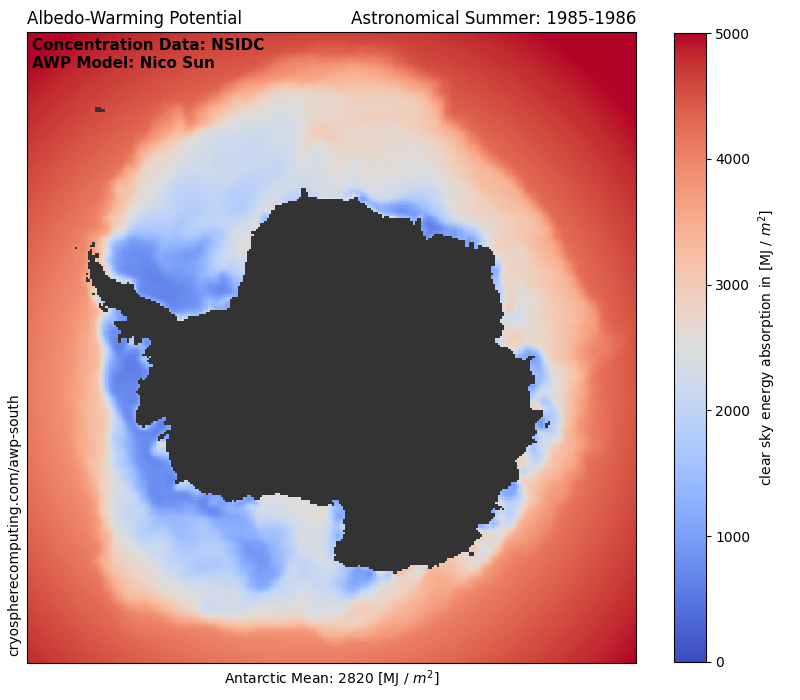 Albedo-Warming Potential
Astronomical Summer: 1985-1986
Concentration Data: NSIDC
AWP Model: Nico Sun
cryospherecomputing.com/awp-south
Antarctic Mean: 2820 [MJ / m²]
5000
4000
3000
2000
1000
0
clear sky energy absorption in [MJ / m²]